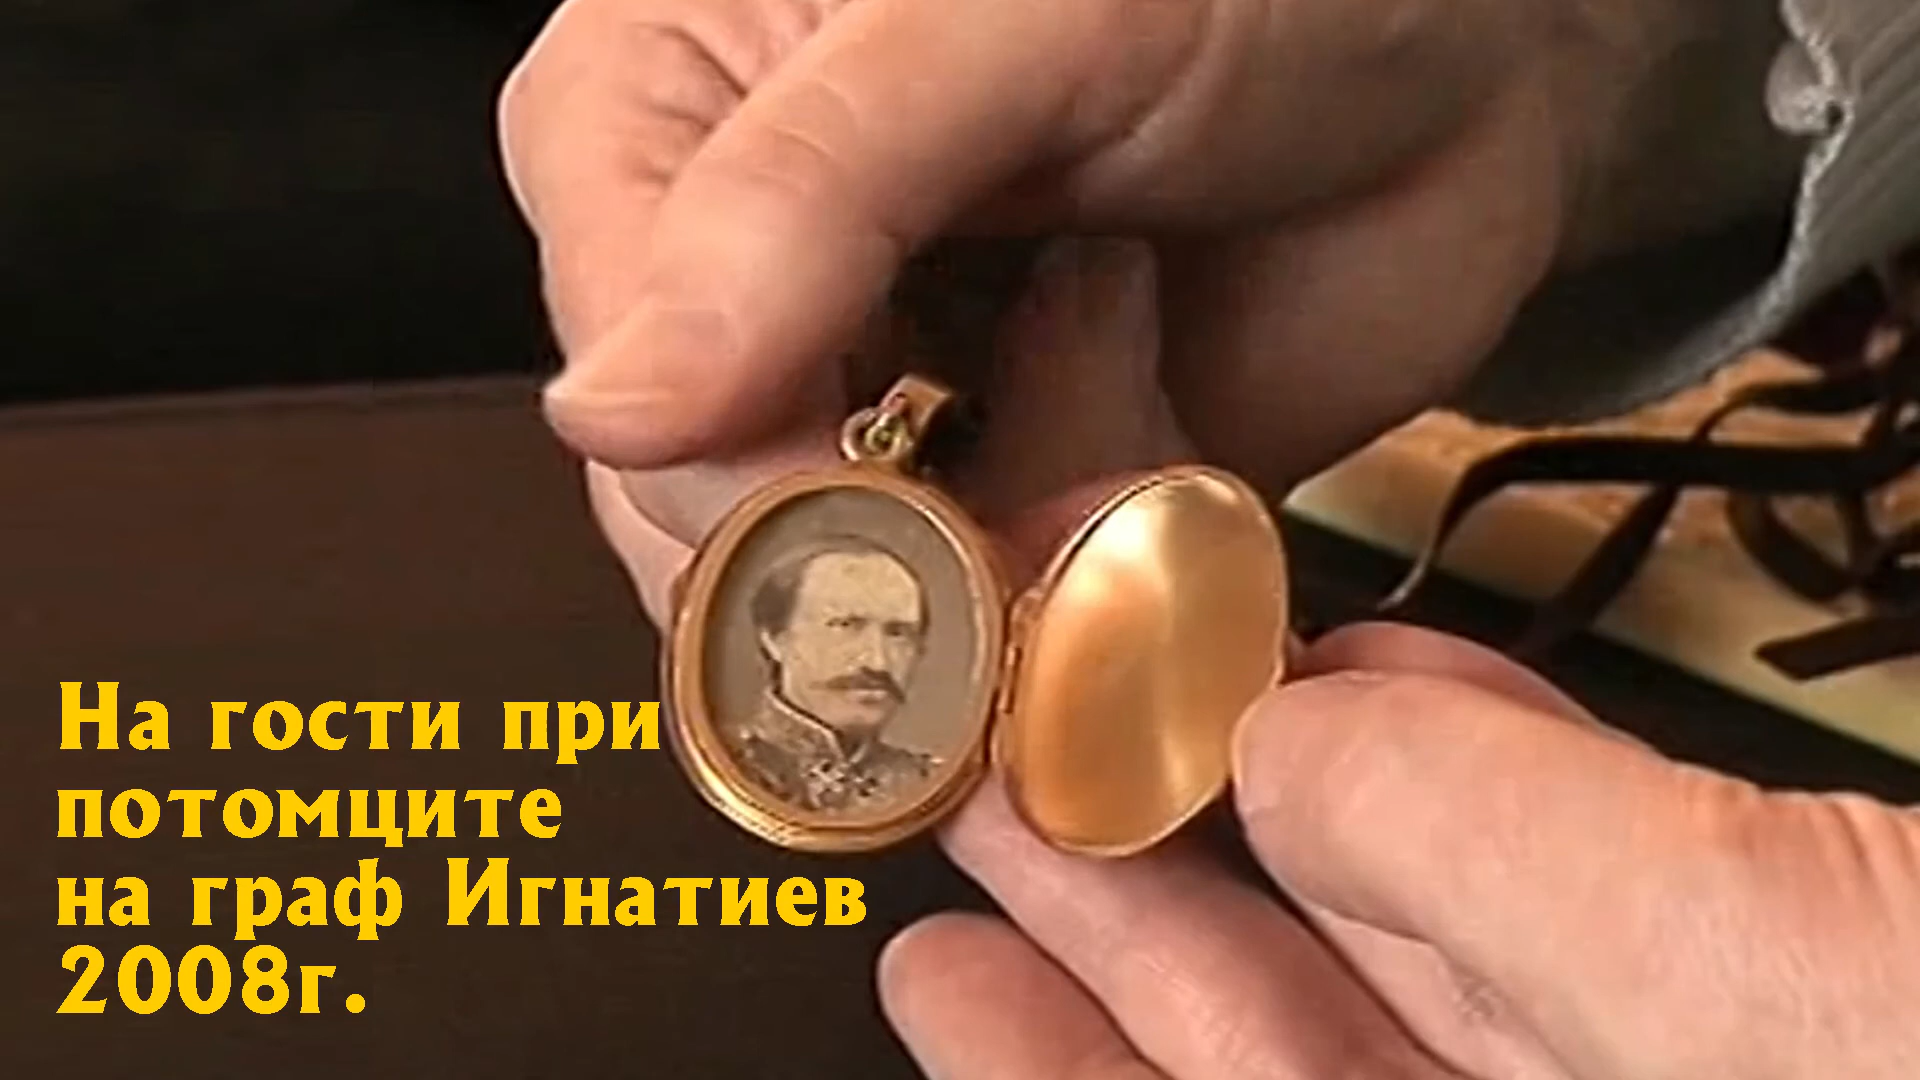 На гости при
потомците
на граф Игнатиев
2008г.